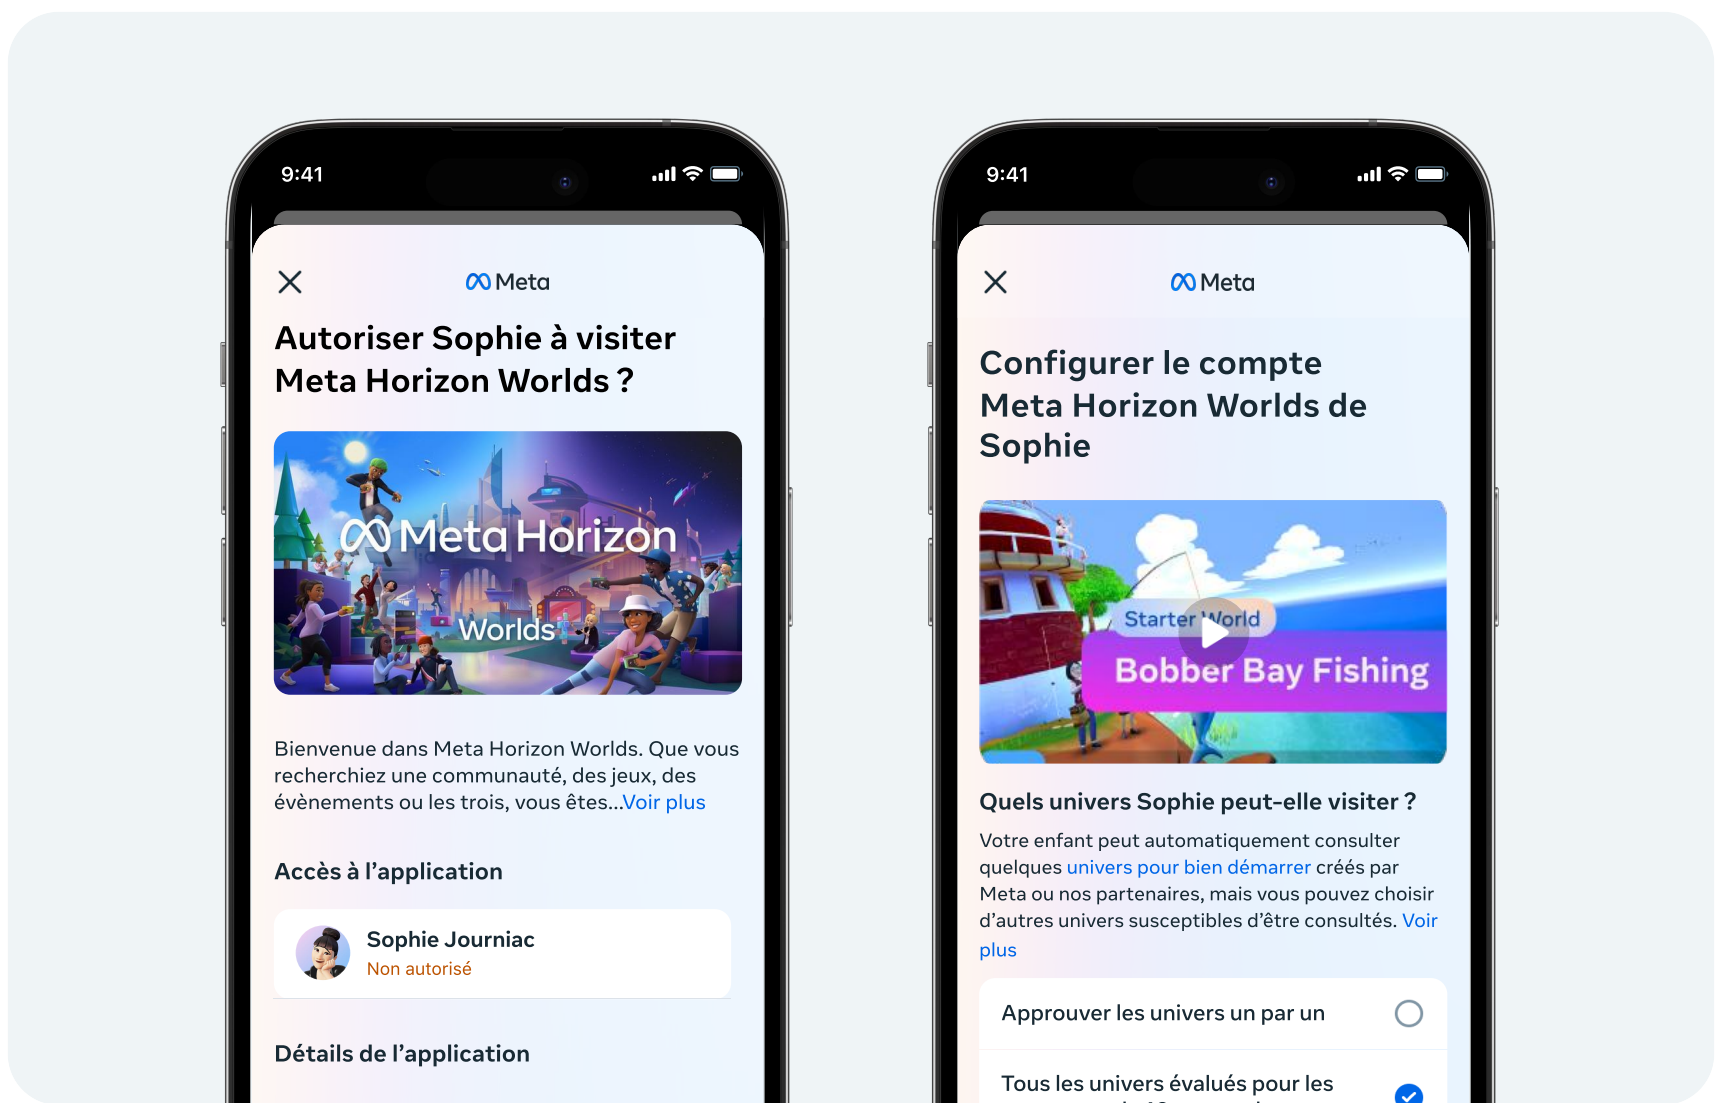 9:41
Meta
Autoriser Sophie à visiter
Meta Horizon Worlds ?
Meta Horizon
Worlds
Bienvenue dans Meta Horizon Worlds. Que vous
recherchiez une communauté, des jeux, des
évènements ou les trois, vous êtes...Voir plus
Accès à l’application
Sophie Journiac
Non autorisé
Détails de l’application
9:41
Meta
Configurer le compte
Meta Horizon Worlds de
Sophie
Starter World
Bobber Bay Fishing
Quels univers Sophie peut-elle visiter ?
Votre enfant peut automatiquement consulter
quelques univers pour bien démarrer créés par
Meta ou nos partenaires, mais vous pouvez choisir
d’autres univers susceptibles d’être consultés. Voir
plus
Approuver les univers un par un
Tous les univers évalués pour les